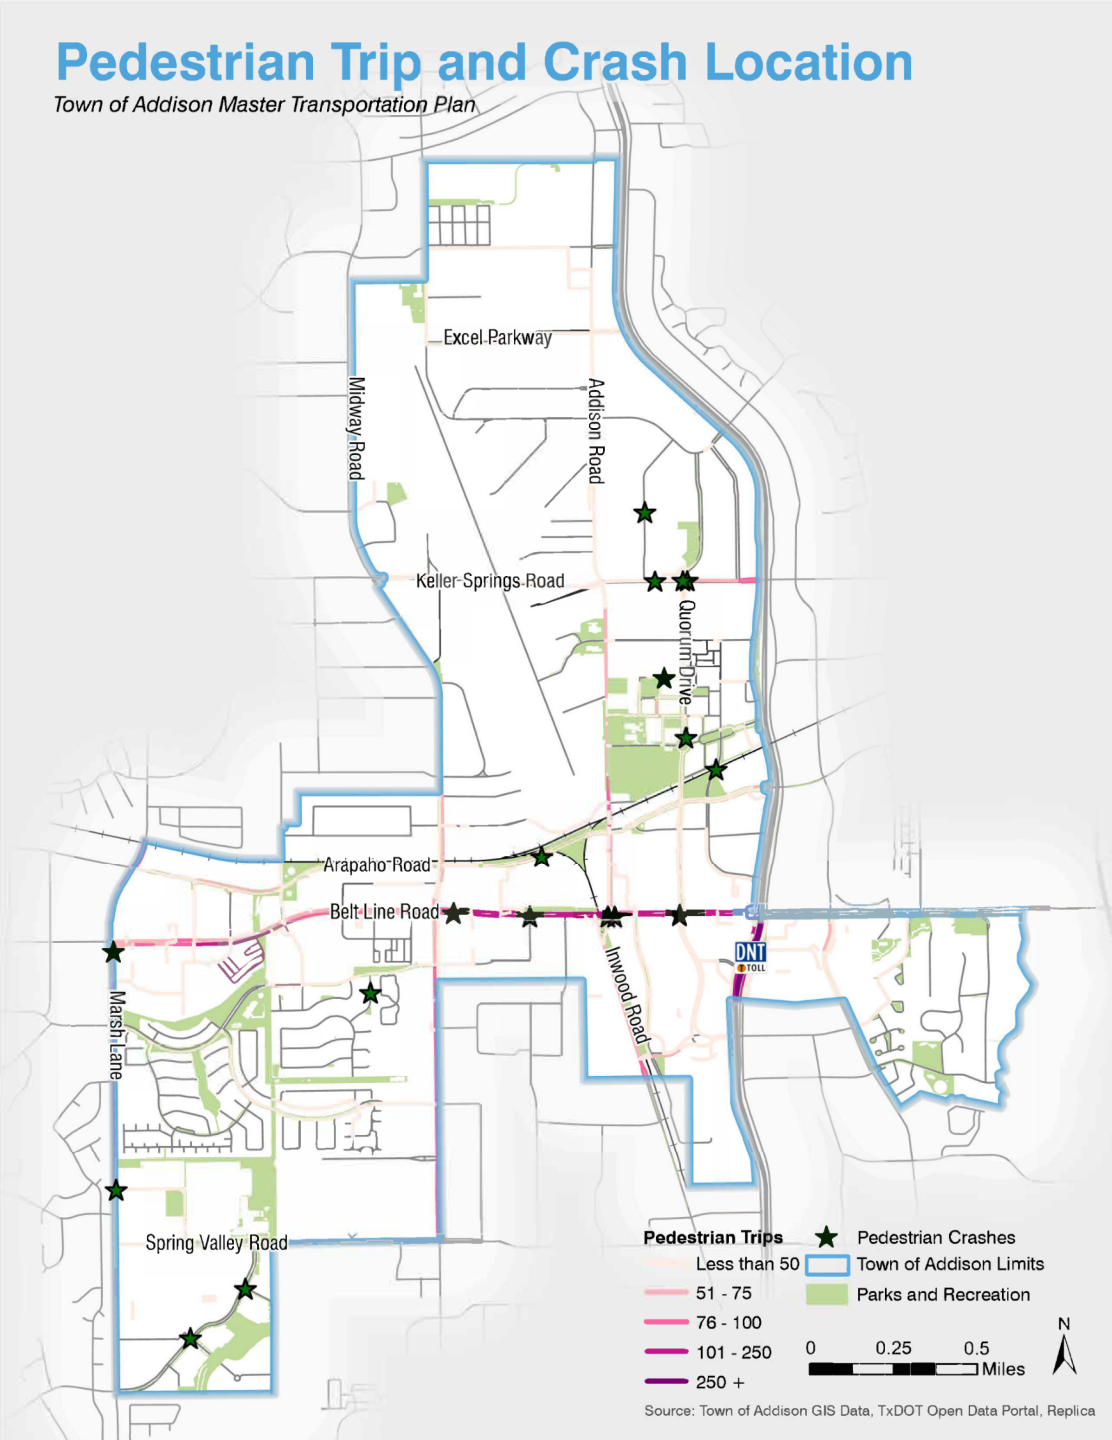 Pedestrian Trip and Crash Location
Town of Addison Master Transportation Plan
Excel Parkway
Midway Road
Addison Road
Keller Springs Road
Quorum Drive
Arapaho Road
Belt Line Road
DNT
TOLL
Inwood Road
Marsh Lane
Spring Valley Road
Pedestrian Trips
Less than 50
51 - 75
76 - 100
101 - 250
250 +
Pedestrian Crashes
Town of Addison Limits
Parks and Recreation
0 0.25 0.5
Miles
N
Source: Town of Addison GIS Data, TxDOT Open Data Portal, Replica